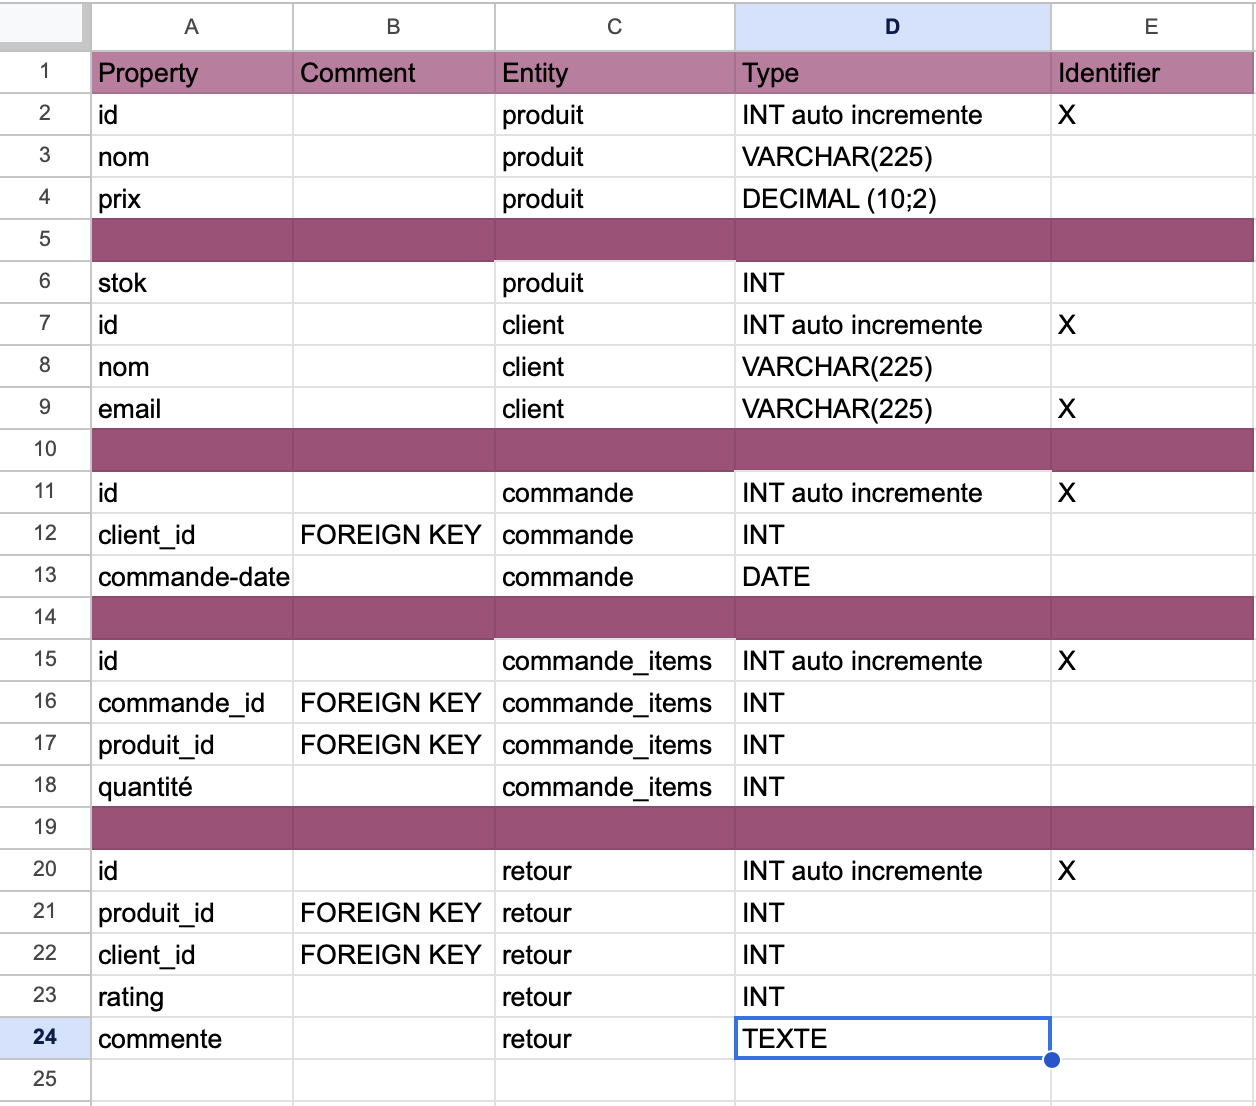 A B C D E
1 Property Comment Entity Type Identifier
2 id produit INT auto incremente X
3 nom produit VARCHAR(225)
4 prix produit DECIMAL (10;2)
5
6 stok produit INT
7 id client INT auto incremente X
8 nom client VARCHAR(225)
9 email client VARCHAR(225) X
10
11 id commande INT auto incremente X
12 client_id FOREIGN KEY commande INT
13 commande-date commande DATE
14
15 id commande_items INT auto incremente X
16 commande_id FOREIGN KEY commande_items INT
17 produit_id FOREIGN KEY commande_items INT
18 quantité commande_items INT
19
20 id retour INT auto incremente X
21 produit_id FOREIGN KEY retour INT
22 client_id FOREIGN KEY retour INT
23 rating retour INT
24 commente retour TEXTE
25